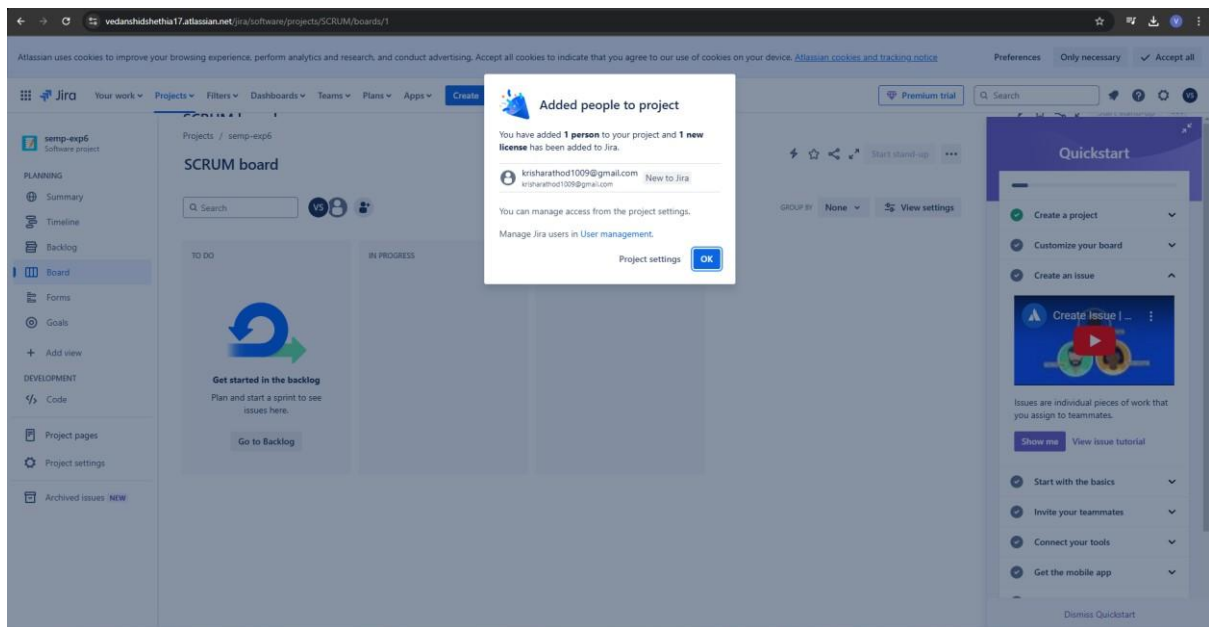 vedanshidshethia17.atlassian.net/jira/software/projects/SCRUM/boards/1
Atlassian uses cookies to improve your browsing experience, perform analytics and research, and conduct advertising. Accept all cookies to indicate that you agree to our use of cookies on your device. Atlassian cookies and tracking notice
Preferences Only necessary Accept all
Jira Your work Projects Filters Dashboards Teams Plans Apps Create Premium trial Search VS
semp-exp6
Software project
PLANNING
Summary
Timeline
Backlog
Board
Forms
Goals
Add view
DEVELOPMENT
Code
Project pages
Project settings
Archived issues NEW
Projects / semp-exp6
SCRUM board
Start stand-up
Search VS
GROUP BY None View settings
TO DO
IN PROGRESS
Get started in the backlog
Plan and start a sprint to see
issues here.
Go to Backlog
Added people to project
You have added 1 person to your project and 1 new
license has been added to Jira.
krisharathod1009@gmail.com New to Jira
krisharathod1009@gmail.com
You can manage access from the project settings.
Manage Jira users in User management.
Project settings OK
Quickstart
Create a project
Customize your board
Create an issue
Create Issue | ...
Issues are individual pieces of work that
you assign to teammates.
Show me View issue tutorial
Start with the basics
Invite your teammates
Connect your tools
Get the mobile app
Dismiss Quickstart